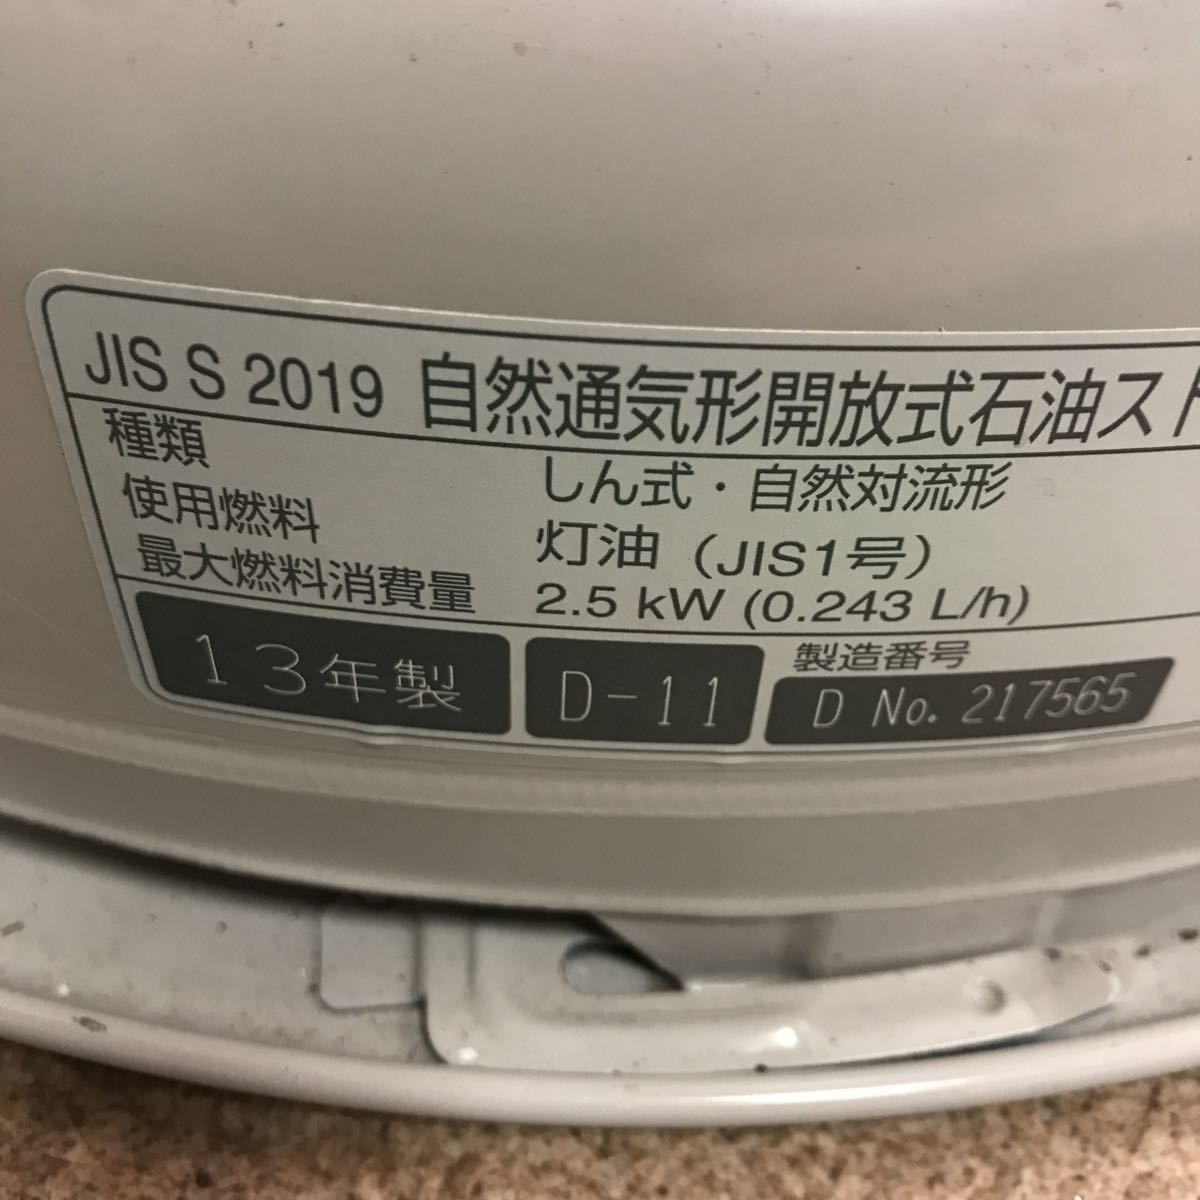 JIS S 2019 自然通気形開放式石油スト
種類 しん式・自然対流形
使用燃料 灯油（JIS1号）
最大燃料消費量 2.5 kW (0.243 L/h)
13年製 D-11 製造番号
D No. 217565